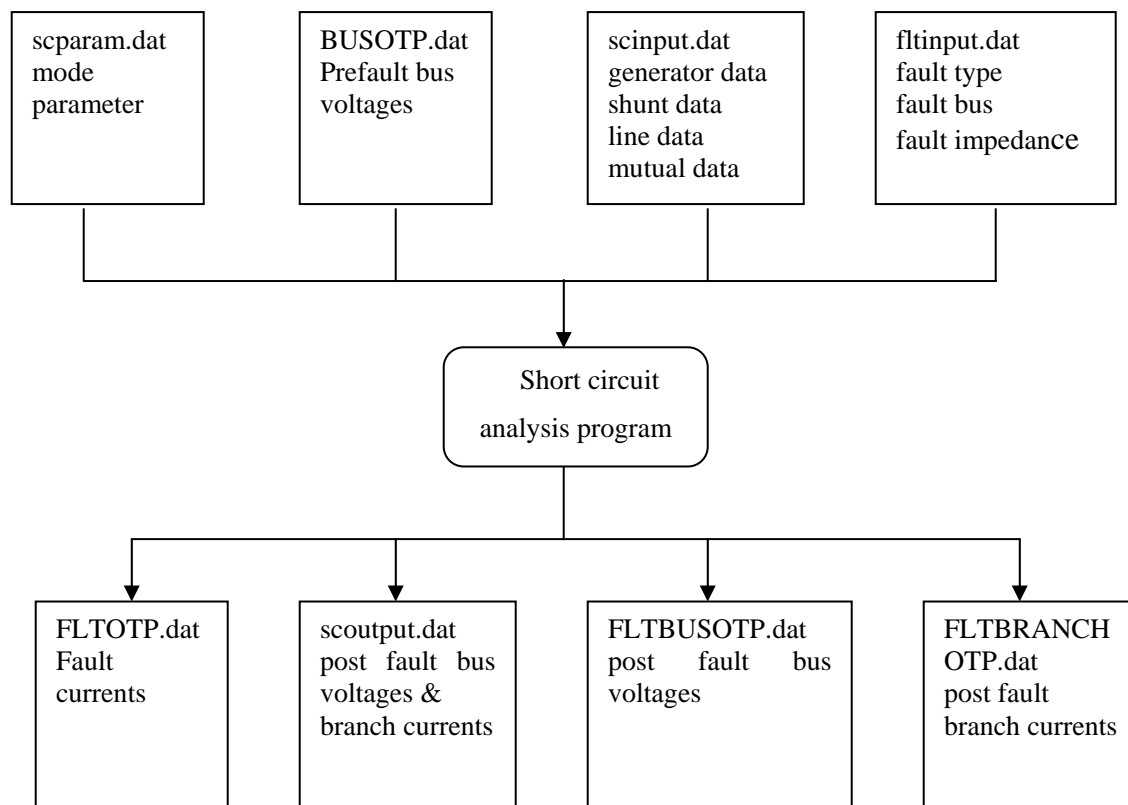 scparam.dat
mode
parameter
BUSOTP.dat
Prefault bus
voltages
scinput.dat
generator data
shunt data
line data
mutual data
fltinput.dat
fault type
fault bus
fault impedance
Short circuit
analysis program
FLTOTP.dat
Fault
currents
scoutput.dat
post fault bus
voltages &
branch currents
FLTBUSOTP.dat
post fault bus
voltages
FLTBRANCH
OTP.dat
post fault
branch currents